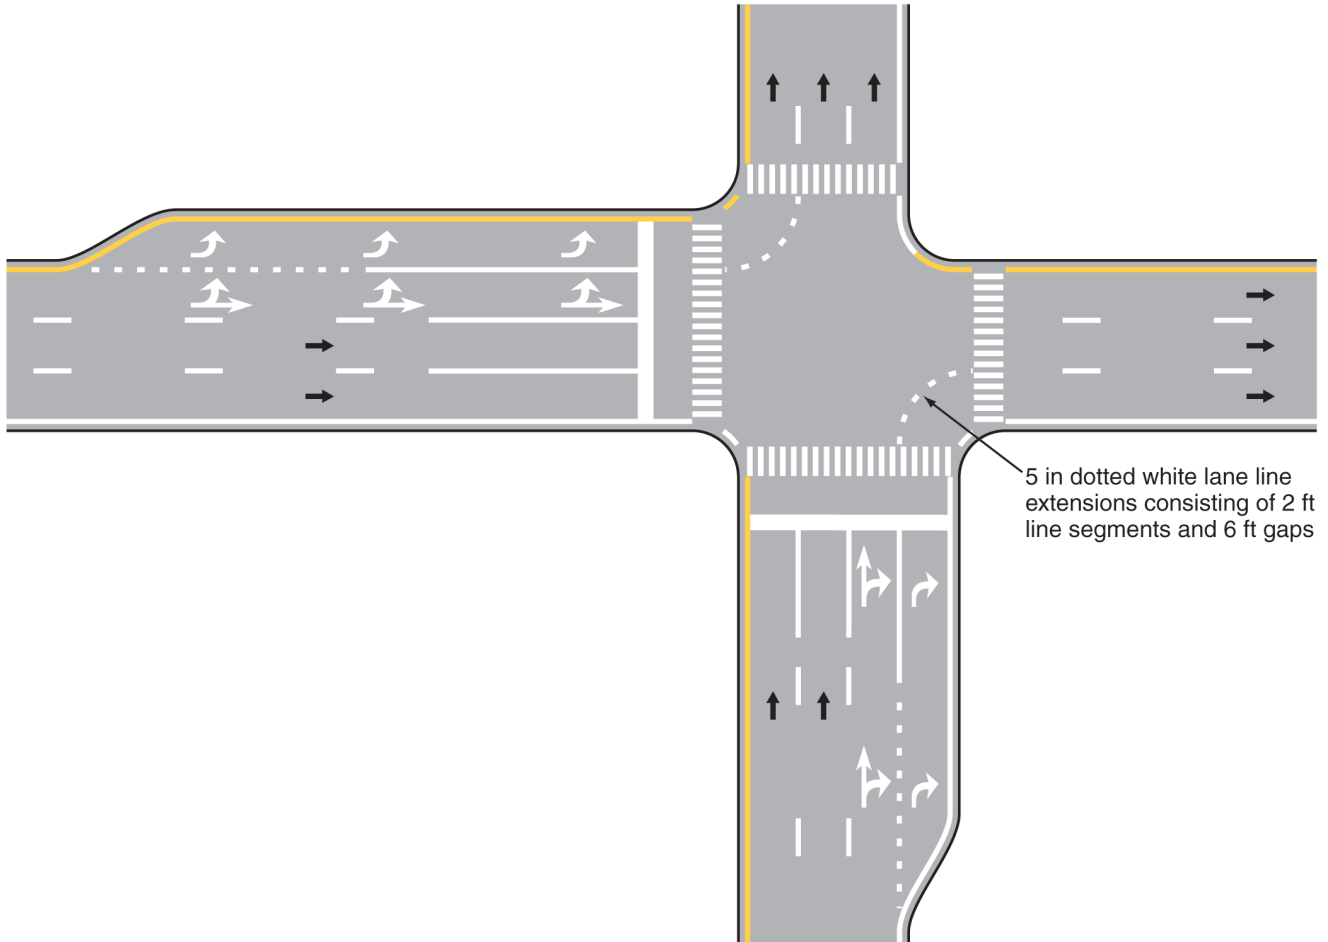 5 in dotted white lane line
extensions consisting of 2 ft
line segments and 6 ft gaps